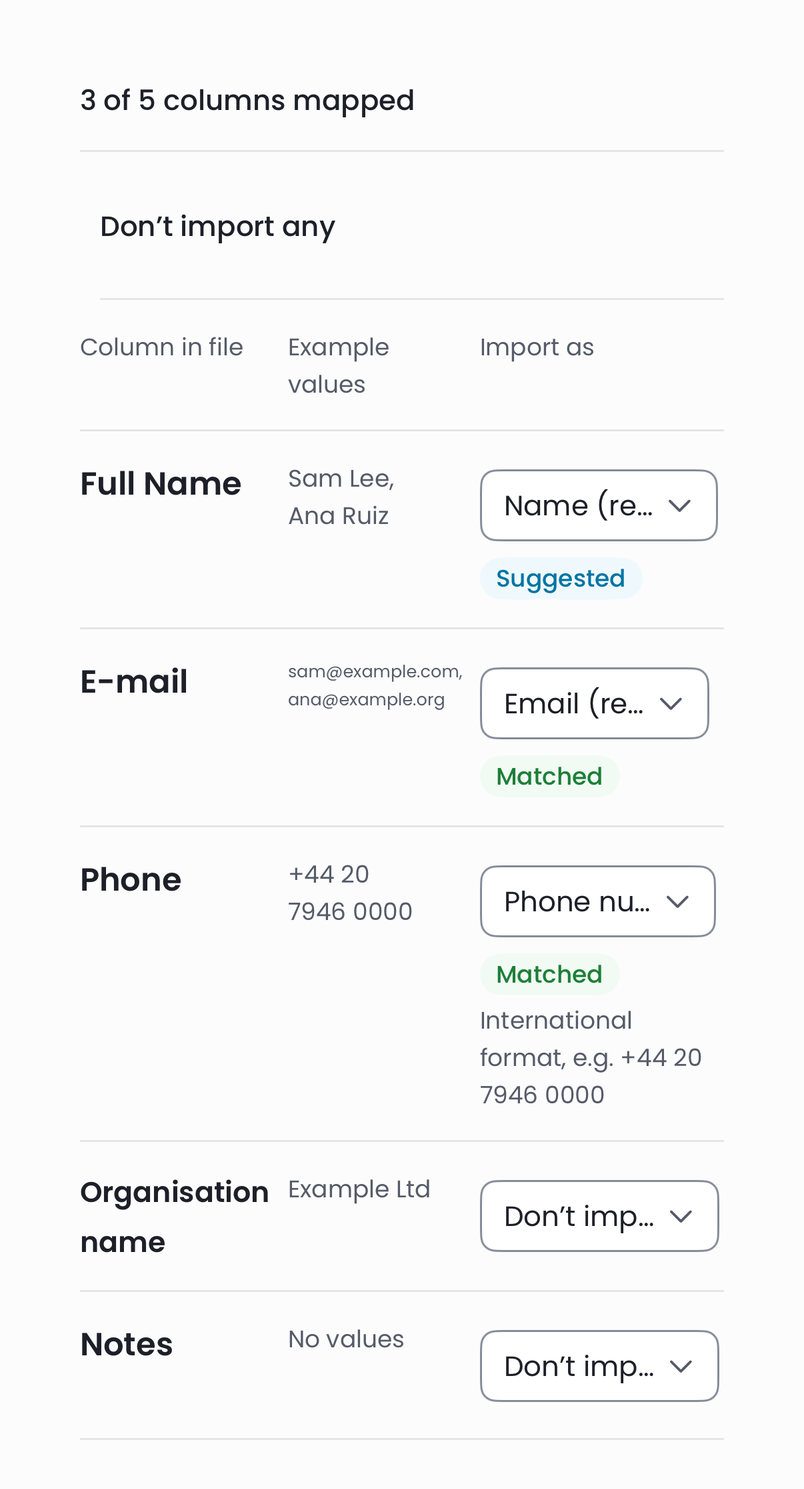 3 of 5 columns mapped
Don’t import any
Column in file
Example
values
Import as
Full Name
Sam Lee,
Ana Ruiz
Name (re...
Suggested
E-mail
sam@example.com,
ana@example.org
Email (re...
Matched
Phone
+44 20
7946 0000
Phone nu...
Matched
International
format, e.g. +44 20
7946 0000
Organisation
name
Example Ltd
Don’t imp...
Notes
No values
Don’t imp...